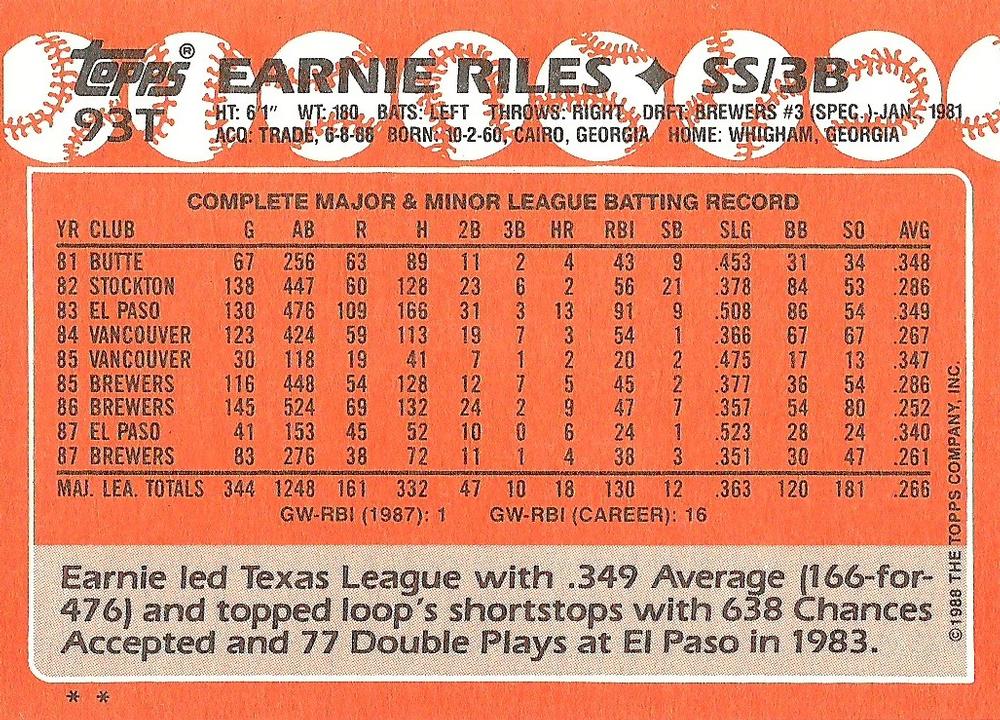 topps®
93T
EARNIE RILES ✦ SS/3B
HT: 6'1" WT: 180 BATS: LEFT THROWS: RIGHT DRFT: BREWERS #3 (SPEC.)-JAN., 1981
ACQ: TRADE, 6-8-88 BORN: 10-2-60, CAIRO, GEORGIA HOME: WHIGHAM, GEORGIA
COMPLETE MAJOR & MINOR LEAGUE BATTING RECORD
YR CLUB G AB R H 2B 3B HR RBI SB SLG BB SO AVG
81 BUTTE 67 256 63 89 11 2 4 43 9 .453 31 34 .348
82 STOCKTON 138 447 60 128 23 6 2 56 21 .378 84 53 .286
83 EL PASO 130 476 109 166 31 3 13 91 9 .508 86 54 .349
84 VANCOUVER 123 424 59 113 19 7 3 54 1 .366 67 67 .267
85 VANCOUVER 30 118 19 41 7 1 2 20 2 .475 17 13 .347
85 BREWERS 116 448 54 128 12 7 5 45 2 .377 36 54 .286
86 BREWERS 145 524 69 132 24 2 9 47 7 .357 54 80 .252
87 EL PASO 41 153 45 52 10 0 6 24 1 .523 28 24 .340
87 BREWERS 83 276 38 72 11 1 4 38 3 .351 30 47 .261
MAJ. LEA. TOTALS 344 1248 161 332 47 10 18 130 12 .363 120 181 .266
GW-RBI (1987): 1 GW-RBI (CAREER): 16
Earnie led Texas League with .349 Average (166-for-
476) and topped loop's shortstops with 638 Chances
Accepted and 77 Double Plays at El Paso in 1983.
©1988 THE TOPPS COMPANY, INC.
* *